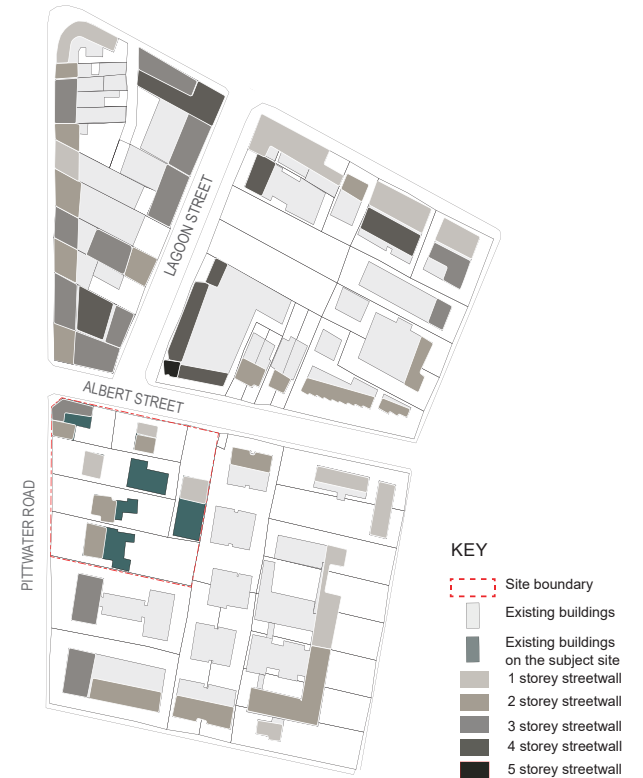 LAGOON STREET
ALBERT STREET
PITTWATER ROAD
KEY
Site boundary
Existing buildings
Existing buildings
on the subject site
1 storey streetwall
2 storey streetwall
3 storey streetwall
4 storey streetwall
5 storey streetwall